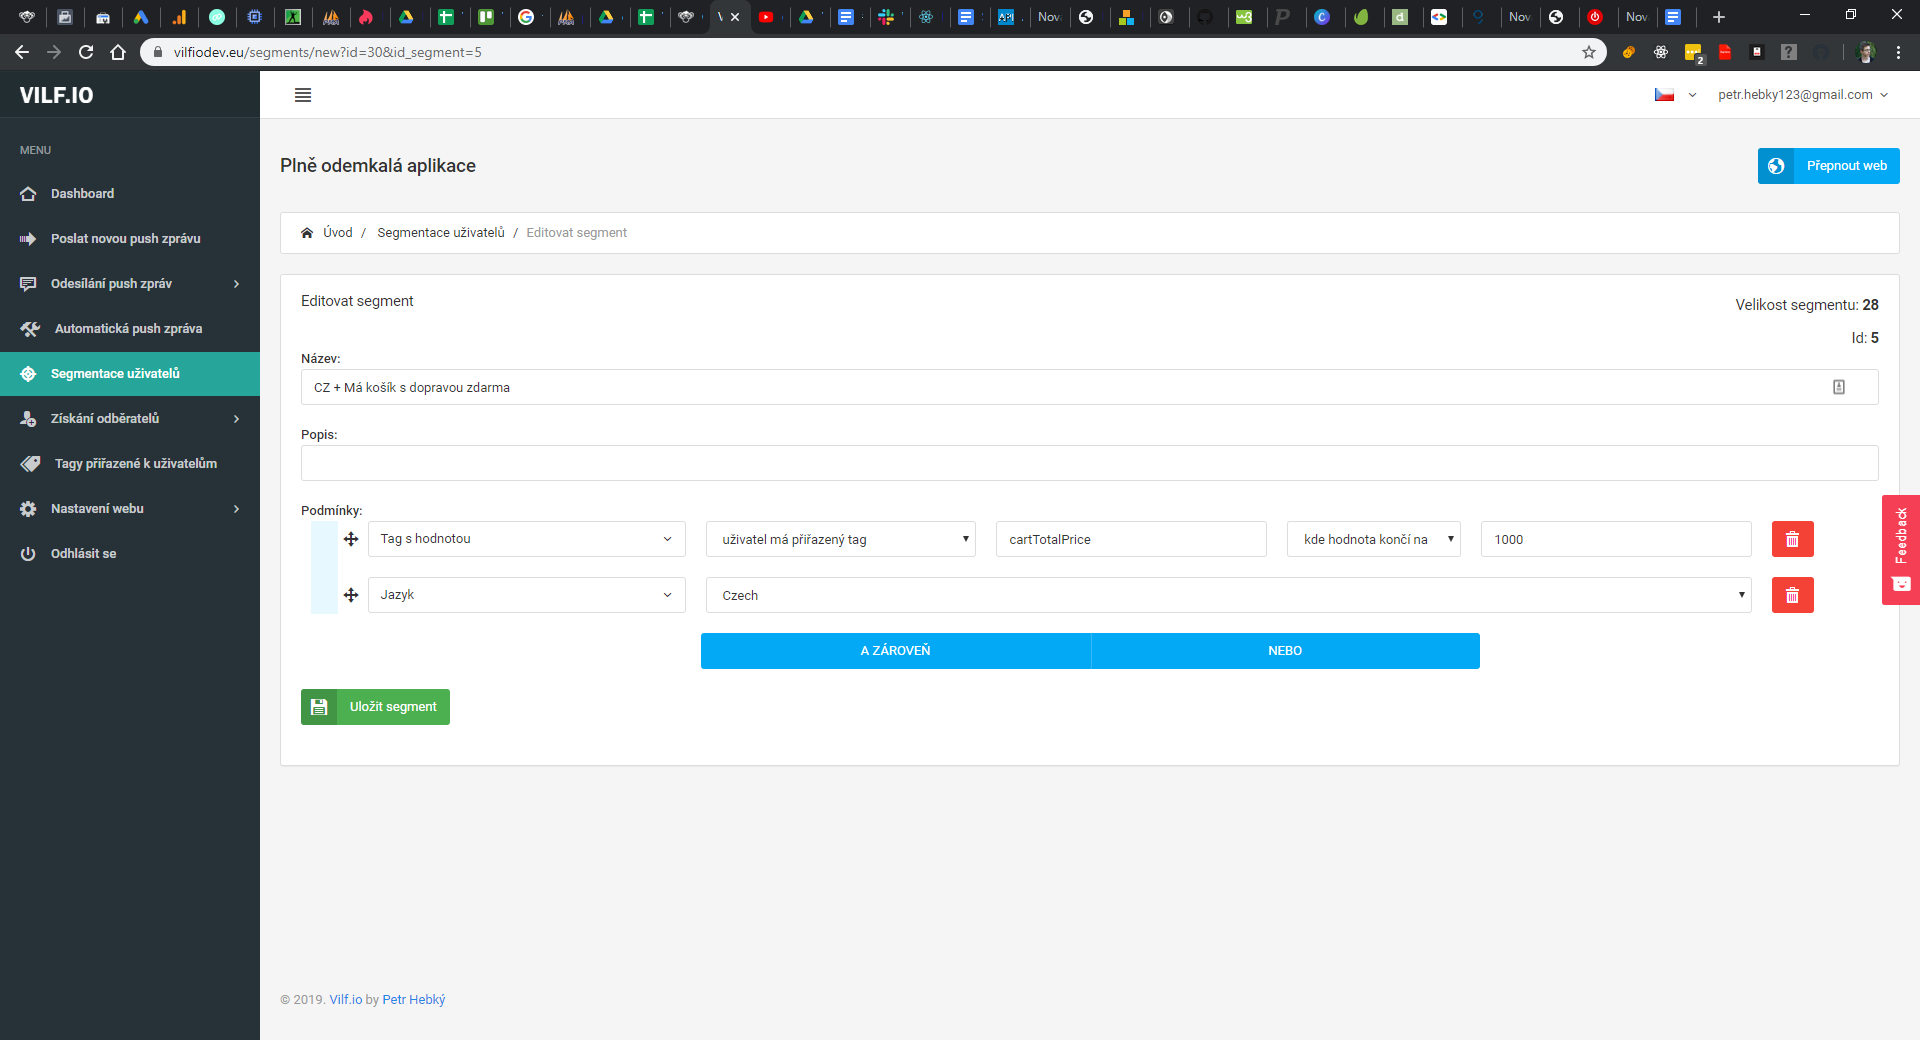 Nov
Nov
Nov
vilfiodev.eu/segments/new?id=30&id_segment=5
2
VILF.IO
petr.hebky123@gmail.com
MENU
Dashboard
Poslat novou push zprávu
Odesílání push zpráv
Automatická push zpráva
Segmentace uživatelů
Získání odběratelů
Tagy přiřazené k uživatelům
Nastavení webu
Odhlásit se
Plně odemkalá aplikace
Přepnout web
Úvod / Segmentace uživatelů / Editovat segment
Editovat segment
Velikost segmentu: 28
Id: 5
Název:
CZ + Má košík s dopravou zdarma
Popis:
Podmínky:
Tag s hodnotou
uživatel má přiřazený tag
cartTotalPrice
kde hodnota končí na
1000
Jazyk
Czech
A ZÁROVEŇ
NEBO
Uložit segment
Feedback
© 2019. Vilf.io by Petr Hebký